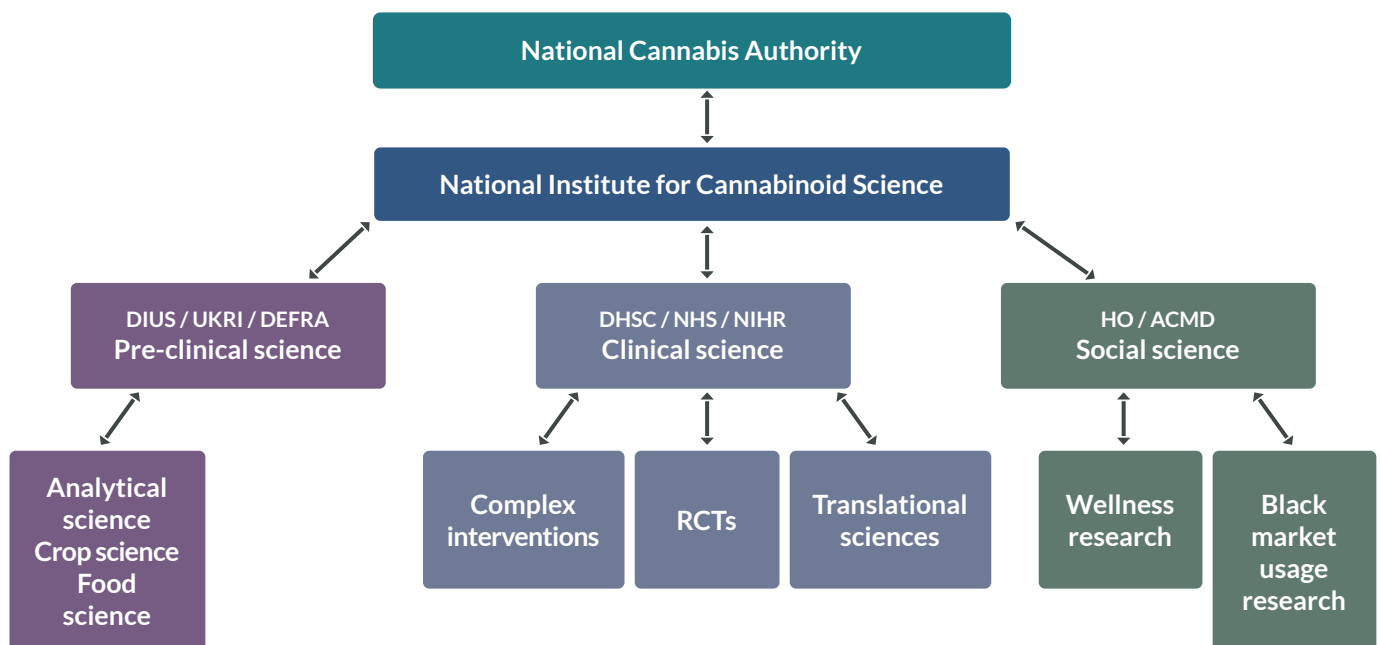 National Cannabis Authority
National Institute for Cannabinoid Science
DIUS / UKRI / DEFRA
Pre-clinical science
DHSC / NHS / NIHR
Clinical science
HO / ACMD
Social science
Analytical
science
Crop science
Food
science
Complex
interventions
RCTs
Translational
sciences
Wellness
research
Black
market
usage
research